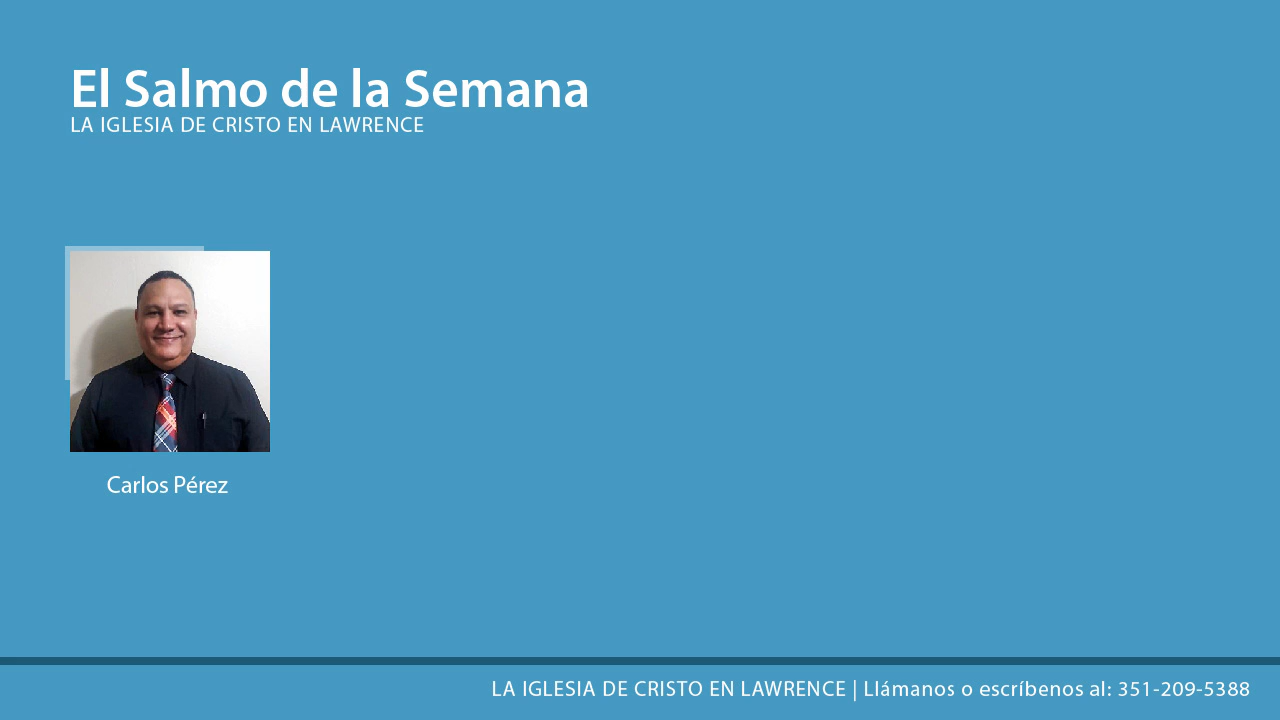 El Salmo de la Semana
LA IGLESIA DE CRISTO EN LAWRENCE
Carlos Pérez
LA IGLESIA DE CRISTO EN LAWRENCE | Llámanos o escríbenos al: 351-209-5388